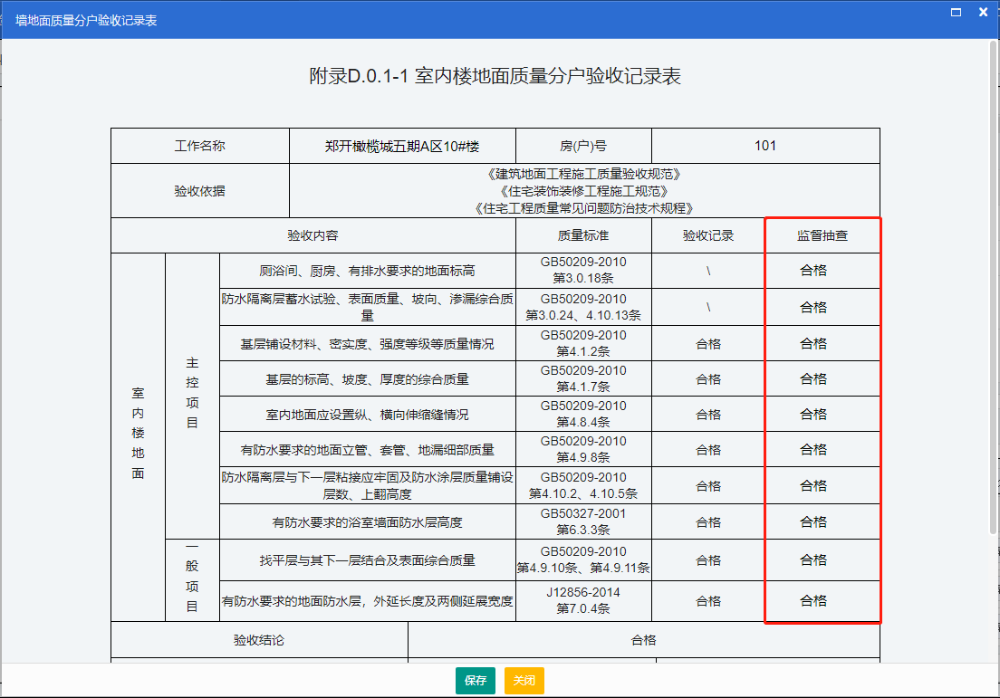 墙地面质量分户验收记录表
附录D.0.1-1 室内楼地面质量分户验收记录表
工作名称 郑开橄榄城五期A区10#楼 房(户)号 101
验收依据
《建筑地面工程施工质量验收规范》
《住宅装饰装修工程施工规范》
《住宅工程质量常见问题防治技术规程》
验收内容 质量标准 验收记录 监督抽查
室内楼地面
主控项目
厕浴间、厨房、有排水要求的地面标高 GB50209-2010 第3.0.18条 \ 合格
防水隔离层蓄水试验、表面质量、坡向、渗漏综合质量 GB50209-2010 第3.0.24、4.10.13条 \ 合格
基层铺设材料、密实度、强度等级等质量情况 GB50209-2010 第4.1.2条 合格 合格
基层的标高、坡度、厚度的综合质量 GB50209-2010 第4.1.7条 合格 合格
室内地面应设置纵、横向伸缩缝情况 GB50209-2010 第4.8.4条 合格 合格
有防水要求的地面立管、套管、地漏细部质量 GB50209-2010 第4.9.8条 合格 合格
防水隔离层与下一层粘接应牢固及防水涂层质量铺设层数、上翻高度 GB50209-2010 第4.10.2、4.10.5条 合格 合格
有防水要求的浴室墙面防水层高度 GB50327-2001 第6.3.3条 合格 合格
一般项目
找平层与其下一层结合及表面综合质量 GB50209-2010 第4.9.10条、第4.9.11条 合格 合格
有防水要求的地面防水层，外延长度及两侧延展宽度 J12856-2014 第7.0.4条 合格 合格
验收结论 合格
保存 关闭